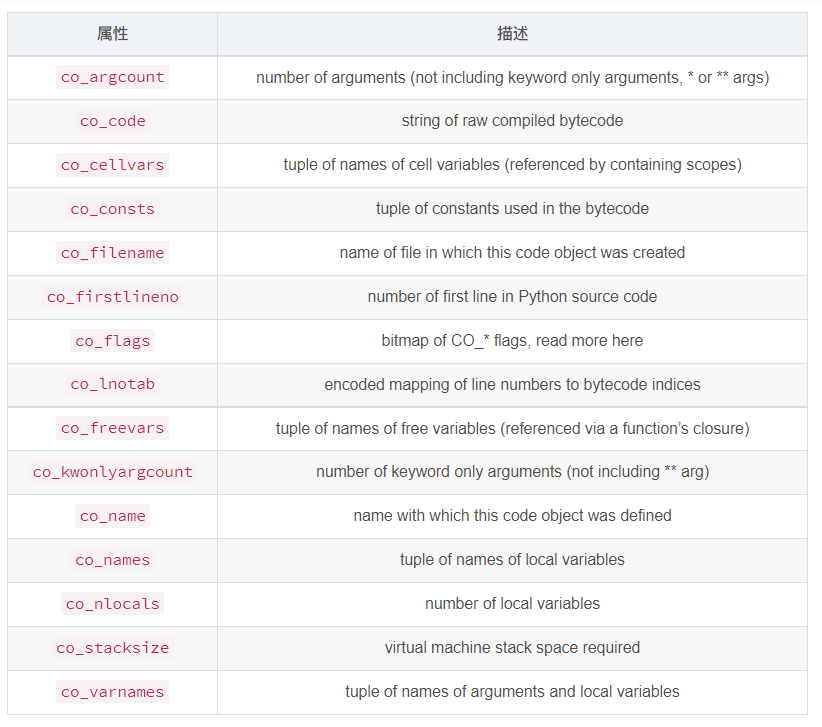 属性 描述
co_argcount number of arguments (not including keyword only arguments, * or ** args)
co_code string of raw compiled bytecode
co_cellvars tuple of names of cell variables (referenced by containing scopes)
co_consts tuple of constants used in the bytecode
co_filename name of file in which this code object was created
co_firstlineno number of first line in Python source code
co_flags bitmap of CO_* flags, read more here
co_lnotab encoded mapping of line numbers to bytecode indices
co_freevars tuple of names of free variables (referenced via a function’s closure)
co_kwonlyargcount number of keyword only arguments (not including ** arg)
co_name name with which this code object was defined
co_names tuple of names of local variables
co_nlocals number of local variables
co_stacksize virtual machine stack space required
co_varnames tuple of names of arguments and local variables